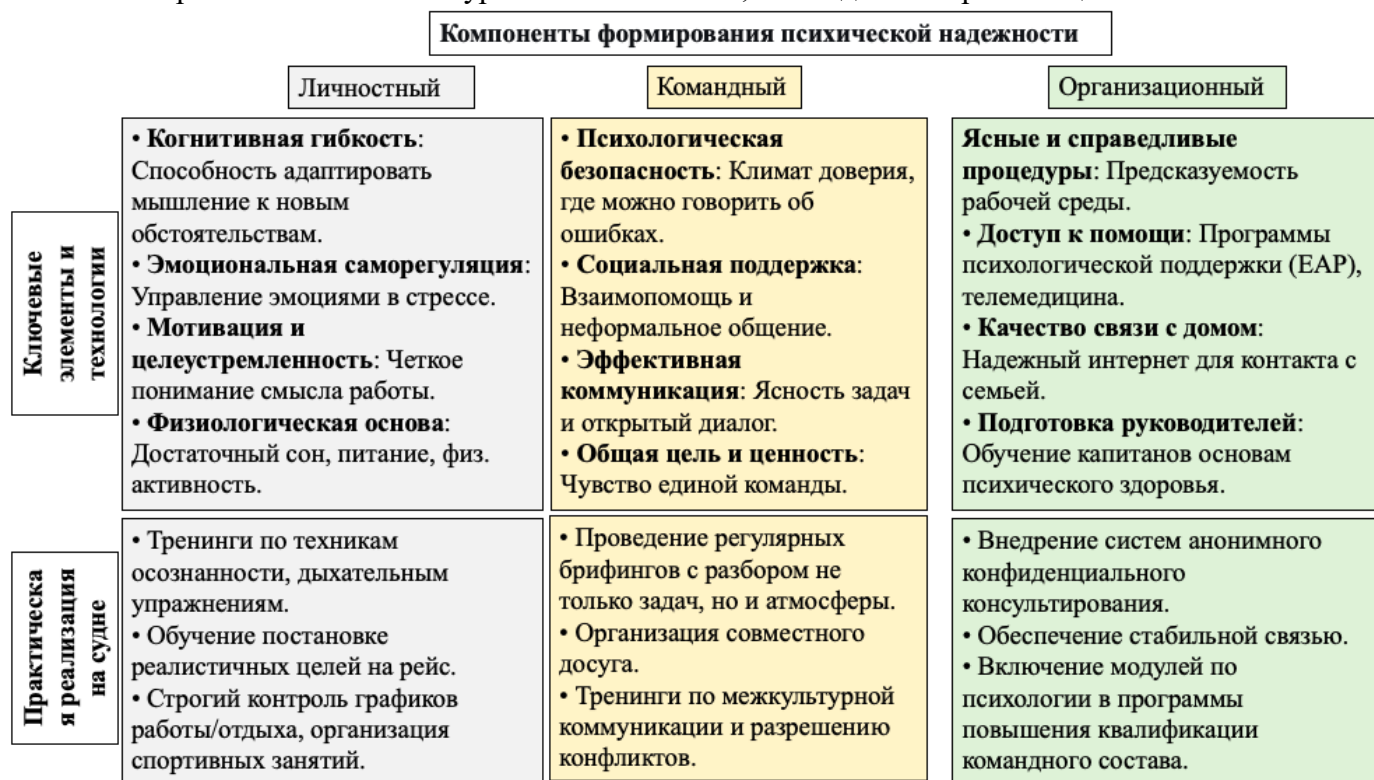 Компоненты формирования психической надежности
Личностный
Командный
Организационный
Ключевые
элементы и
технологии
• Когнитивная гибкость:
Способность адаптировать
мышление к новым
обстоятельствам.
• Эмоциональная саморегуляция:
Управление эмоциями в стрессе.
• Мотивация и
целеустремленность: Четкое
понимание смысла работы.
• Физиологическая основа:
Достаточный сон, питание, физ.
активность.
• Психологическая
безопасность: Климат доверия,
где можно говорить об
ошибках.
• Социальная поддержка:
Взаимопомощь и
неформальное общение.
• Эффективная
коммуникация: Ясность задач
и открытый диалог.
• Общая цель и ценность:
Чувство единой команды.
Ясные и справедливые
процедуры: Предсказуемость
рабочей среды.
• Доступ к помощи: Программы
психологической поддержки (EAP),
телемедицина.
• Качество связи с домом:
Надежный интернет для контакта с
семьей.
• Подготовка руководителей:
Обучение капитанов основам
психического здоровья.
Практическа
я реализация
на судне
• Тренинги по техникам
осознанности, дыхательным
упражнениям.
• Обучение постановке
реалистичных целей на рейс.
• Строгий контроль графиков
работы/отдыха, организация
спортивных занятий.
• Проведение регулярных
брифингов с разбором не
только задач, но и атмосферы.
• Организация совместного
досуга.
• Тренинги по межкультурной
коммуникации и разрешению
конфликтов.
• Внедрение систем анонимного
конфиденциального
консультирования.
• Обеспечение стабильной связью.
• Включение модулей по
психологии в программы
повышения квалификации
командного состава.